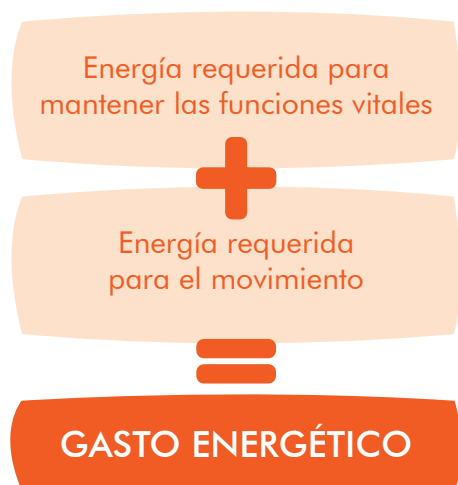 Energía requerida para
mantener las funciones vitales
+
Energía requerida
para el movimiento
=
GASTO ENERGÉTICO